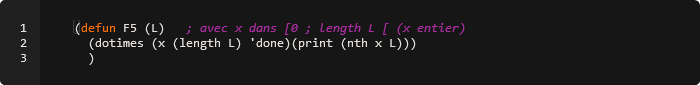 1 (defun F5 (L) ; avec x dans [0 ; length L [ (x entier)
2 (dotimes (x (length L) 'done)(print (nth x L)))
3 )